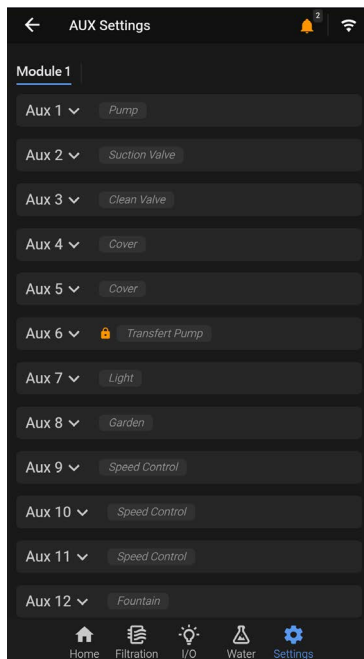 AUX Settings
2
Module 1
Aux 1 Pump
Aux 2 Suction Valve
Aux 3 Clean Valve
Aux 4 Cover
Aux 5 Cover
Aux 6 Transfert Pump
Aux 7 Light
Aux 8 Garden
Aux 9 Speed Control
Aux 10 Speed Control
Aux 11 Speed Control
Aux 12 Fountain
Home Filtration I/O Water Settings